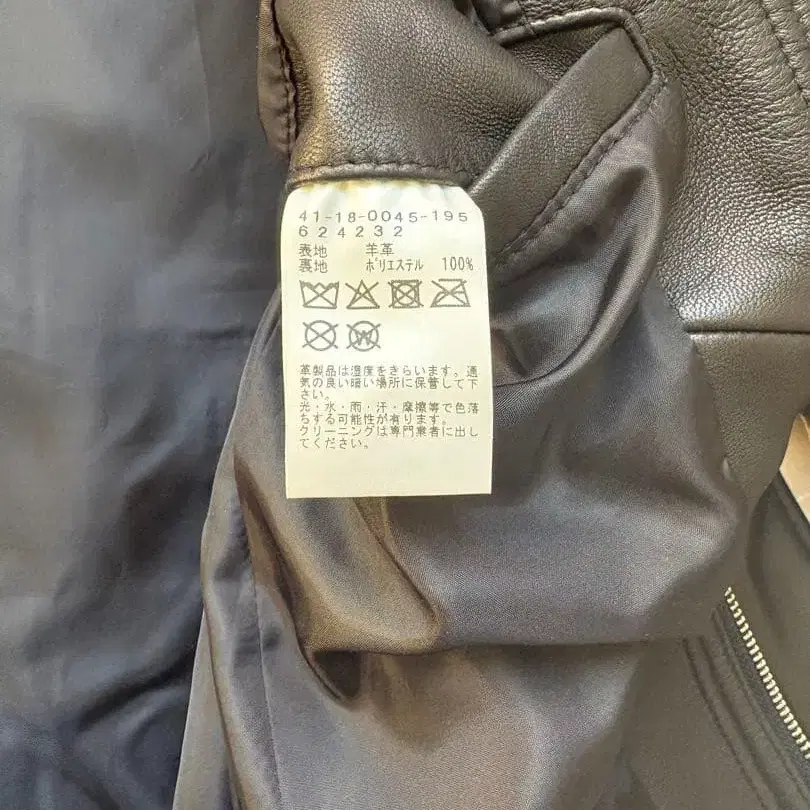 41-18-0045-195
624232
表地　羊革
裏地　ﾎﾟﾘｴｽﾃﾙ　100%
W
革製品は湿度をきらいます。通
気の良い暗い場所に保管して下
さい。
光・水・雨・汗・摩擦等で色落
ちする可能性が有ります。
クリーニングは専門業者に出し
てください。